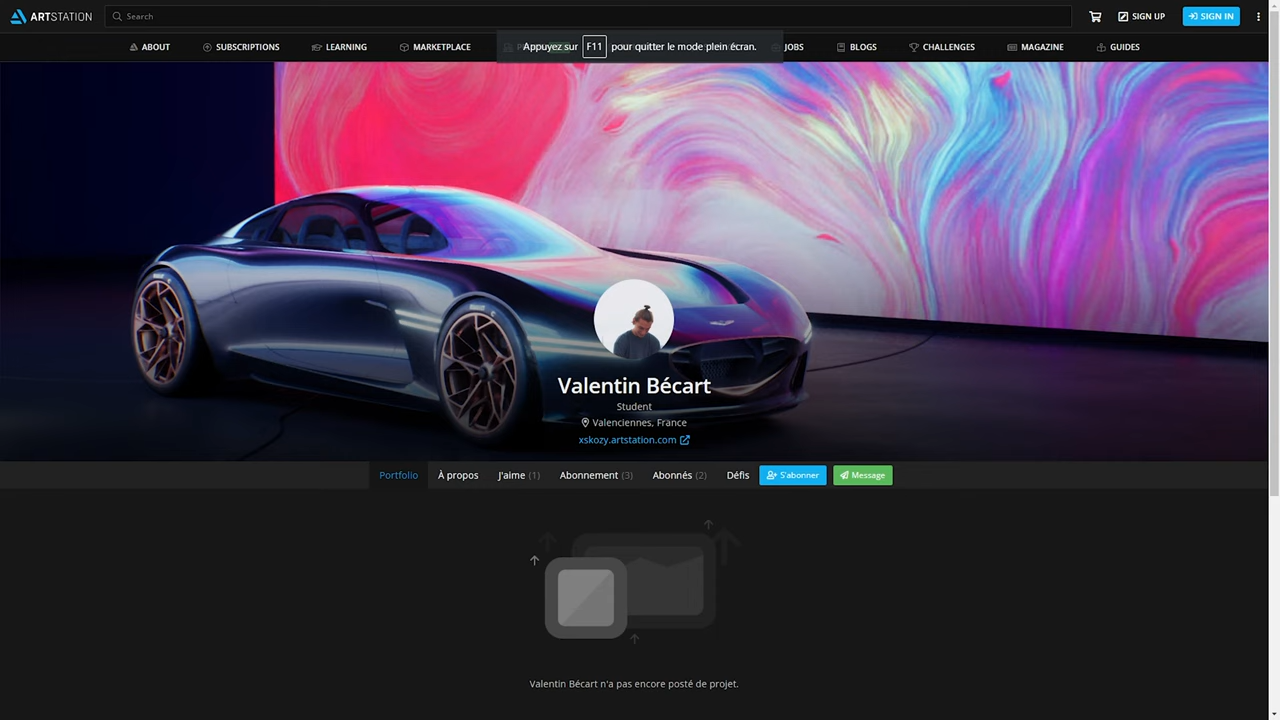 ARTSTATION
Search
SIGN UP
SIGN IN
ABOUT
SUBSCRIPTIONS
LEARNING
MARKETPLACE
Appuyez sur F11 pour quitter le mode plein écran.
JOBS
BLOGS
CHALLENGES
MAGAZINE
GUIDES
Valentin Bécart
Student
Valenciennes, France
xskozy.artstation.com
Portfolio
À propos
J'aime (1)
Abonnement (3)
Abonnés (2)
Défis
S'abonner
Message
Valentin Bécart n'a pas encore posté de projet.